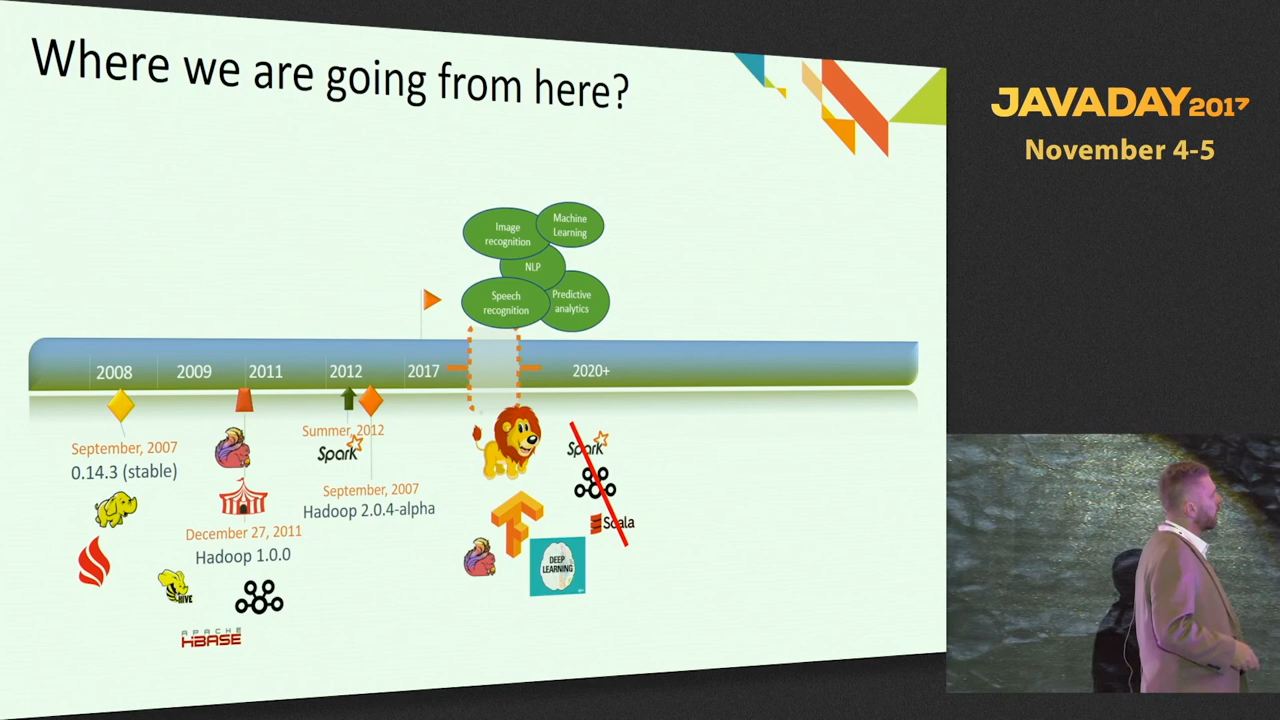 Where we are going from here?
JAVADAY2017
November 4-5
Image
recognition
Machine
Learning
NLP
Speech
recognition
Predictive
analytics
2008
2009
2011
2012
2017
2020+
September, 2007
0.14.3 (stable)
December 27, 2011
Hadoop 1.0.0
HIVE
APACHE
HBASE
Summer, 2012
Spark
September, 2007
Hadoop 2.0.4-alpha
DEEP
LEARNING
Spark
Scala